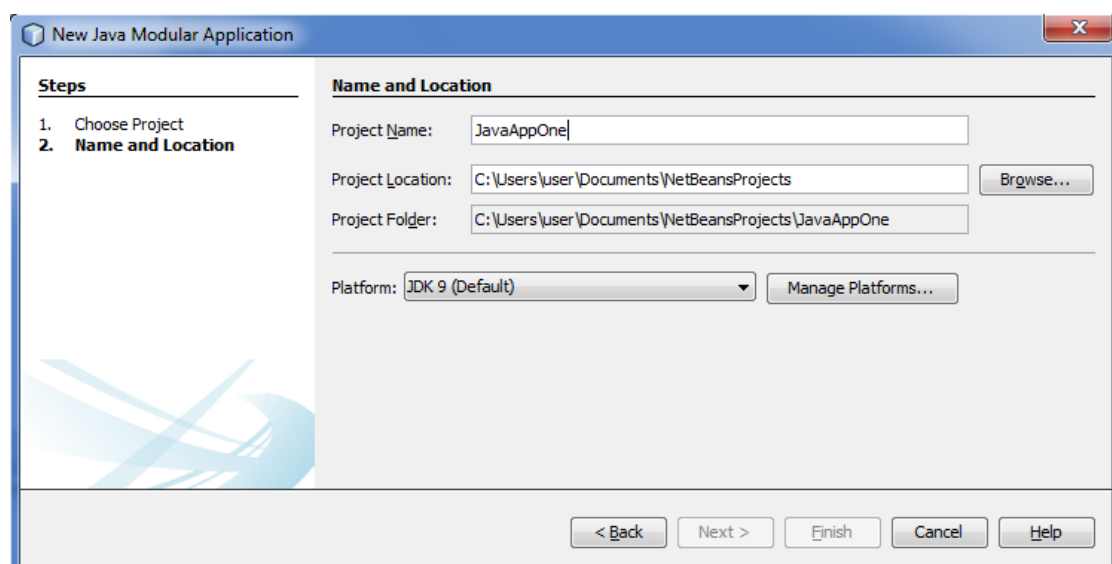 New Java Modular Application
Steps
1. Choose Project
2. Name and Location
Name and Location
Project Name: JavaAppOne
Project Location: C:\Users\user\Documents\NetBeansProjects Browse...
Project Folder: C:\Users\user\Documents\NetBeansProjects\JavaAppOne
Platform: JDK 9 (Default) Manage Platforms...
< Back Next > Finish Cancel Help